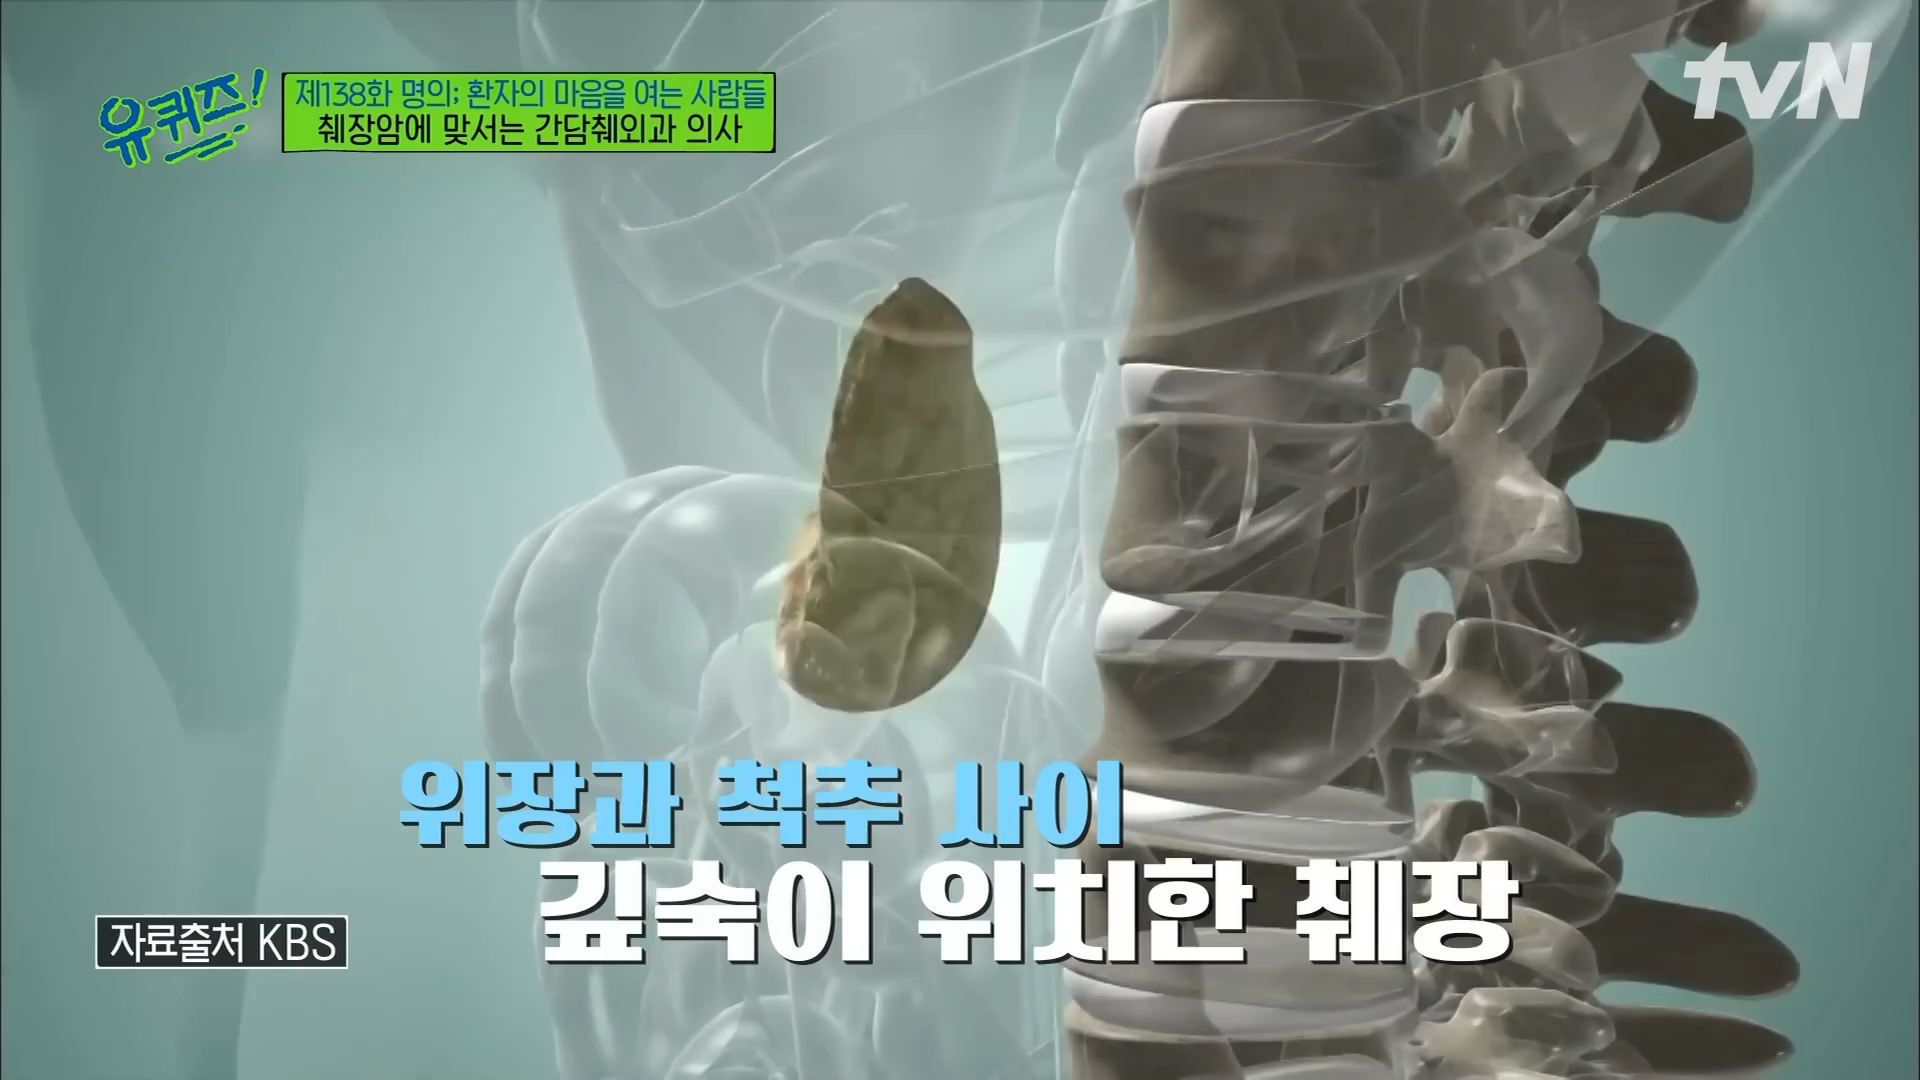 유퀴즈!
제138화 명의; 환자의 마음을 여는 사람들
췌장암에 맞서는 간담췌외과 의사
tvN
위장과 척추 사이
깊숙이 위치한 췌장
자료출처 KBS